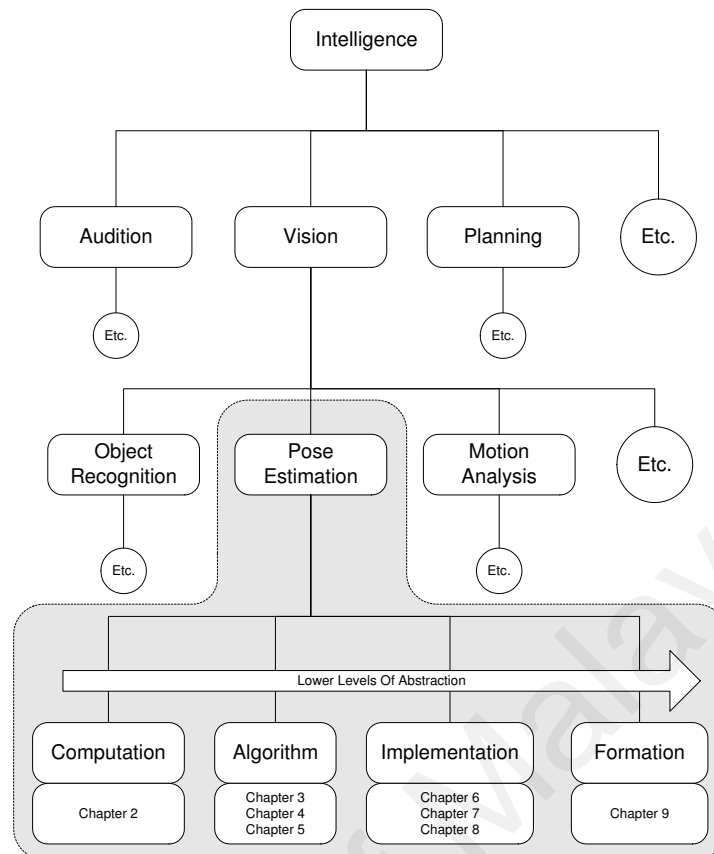 Intelligence
Audition
Vision
Planning
Etc.
Etc.
Etc.
Object
Recognition
Pose
Estimation
Motion
Analysis
Etc.
Etc.
Etc.
Lower Levels Of Abstraction
Computation
Algorithm
Implementation
Formation
Chapter 2
Chapter 3
Chapter 4
Chapter 5
Chapter 6
Chapter 7
Chapter 8
Chapter 9